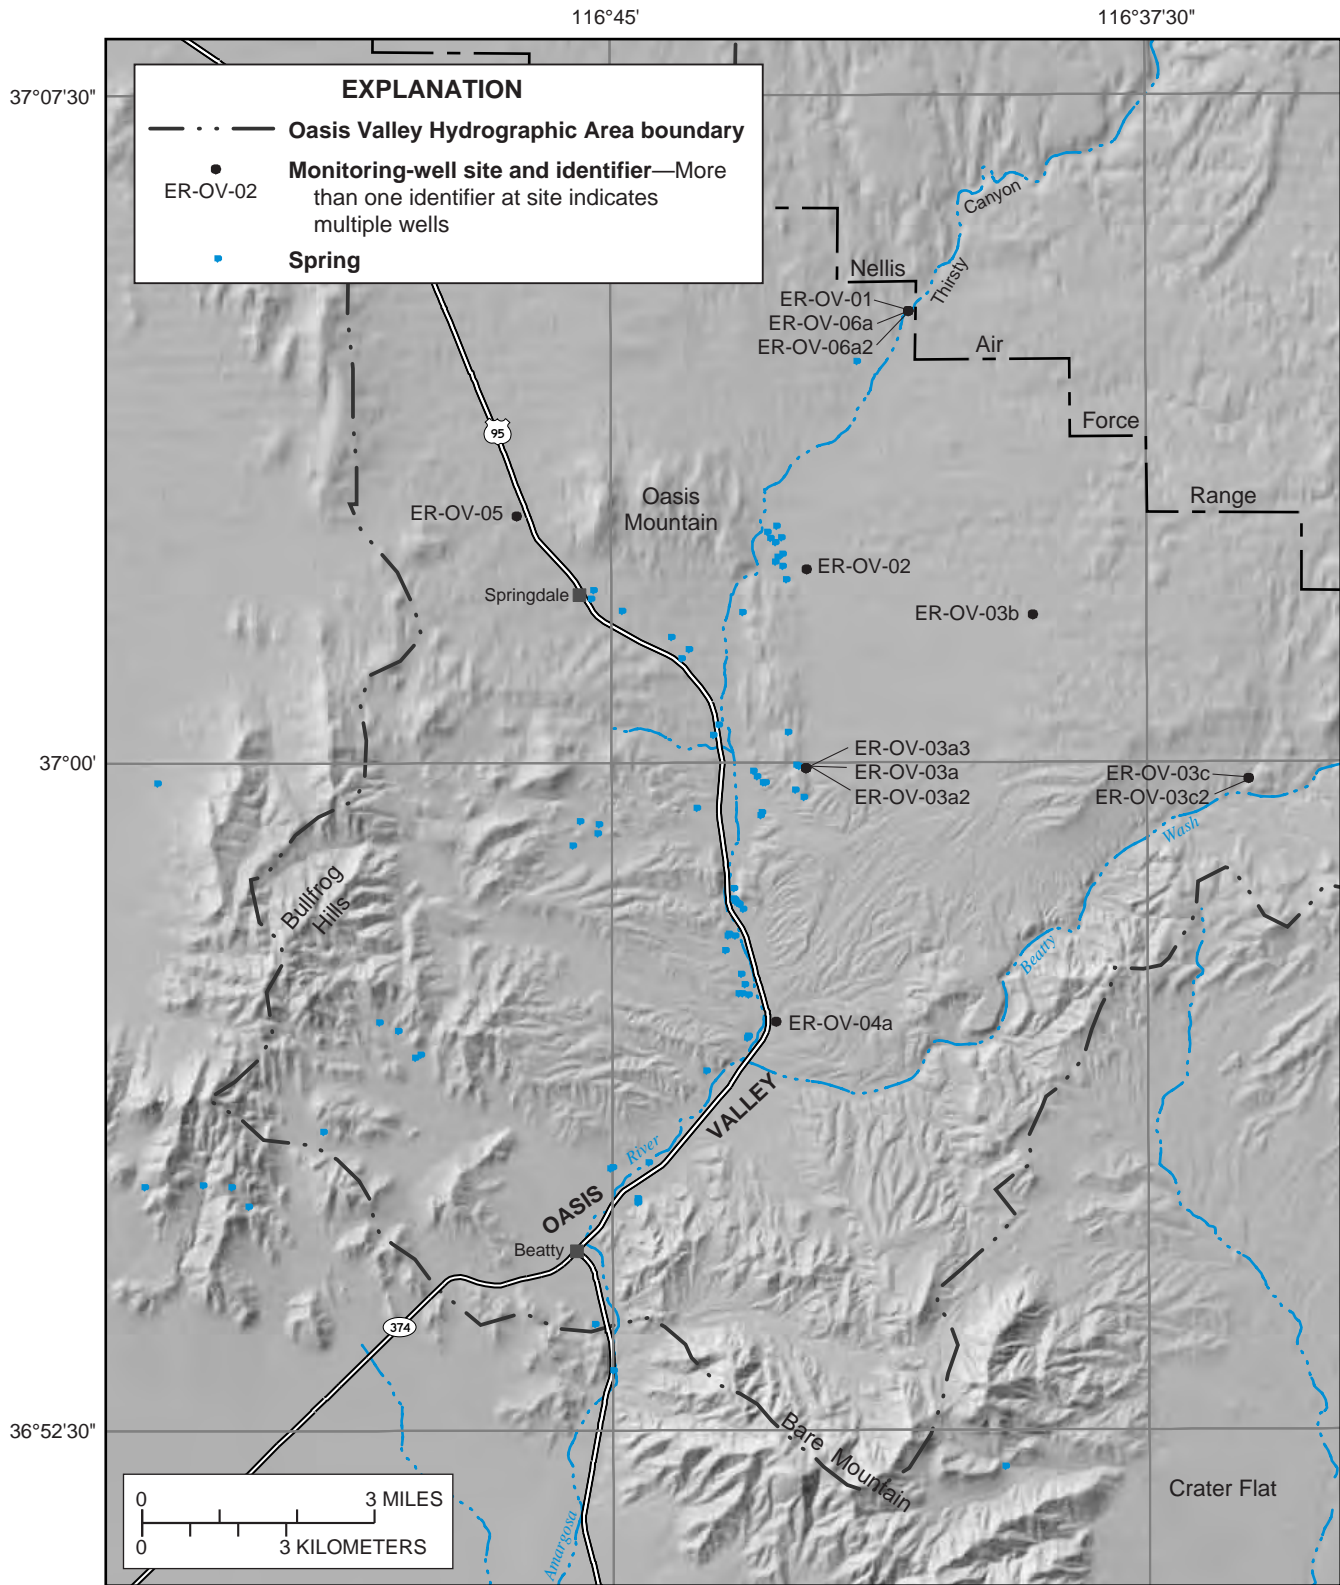 116°45'
116°37'30"
37°07'30"
EXPLANATION
Oasis Valley Hydrographic Area boundary
ER-OV-02
Monitoring-well site and identifier—More
than one identifier at site indicates
multiple wells
Spring
Canyon
Thirsty
Nellis
ER-OV-01
ER-OV-06a
ER-OV-06a2
Air
Force
Range
95
Oasis
Mountain
ER-OV-05
ER-OV-02
Springdale
ER-OV-03b
37°00'
ER-OV-03a3
ER-OV-03a
ER-OV-03a2
ER-OV-03c
ER-OV-03c2
Wash
Beatty
Bullfrog
Hills
ER-OV-04a
VALLEY
River
OASIS
Beatty
374
36°52'30"
Bare Mountain
Crater Flat
0 3 MILES
0 3 KILOMETERS
Amargosa